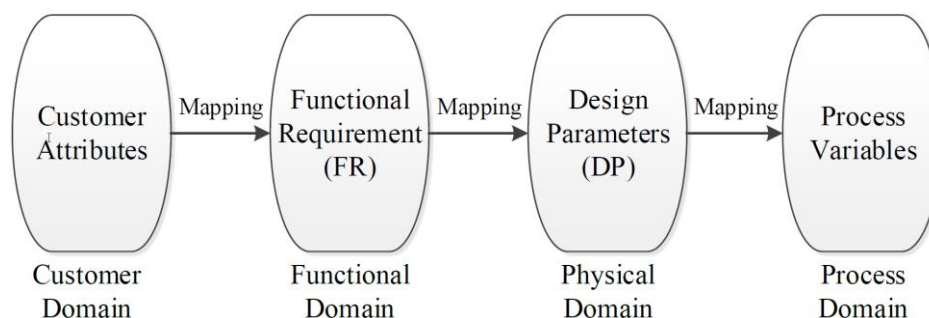 Customer
Attributes
Mapping
Functional
Requirement
(FR)
Mapping
Design
Parameters
(DP)
Mapping
Process
Variables
Customer
Domain
Functional
Domain
Physical
Domain
Process
Domain